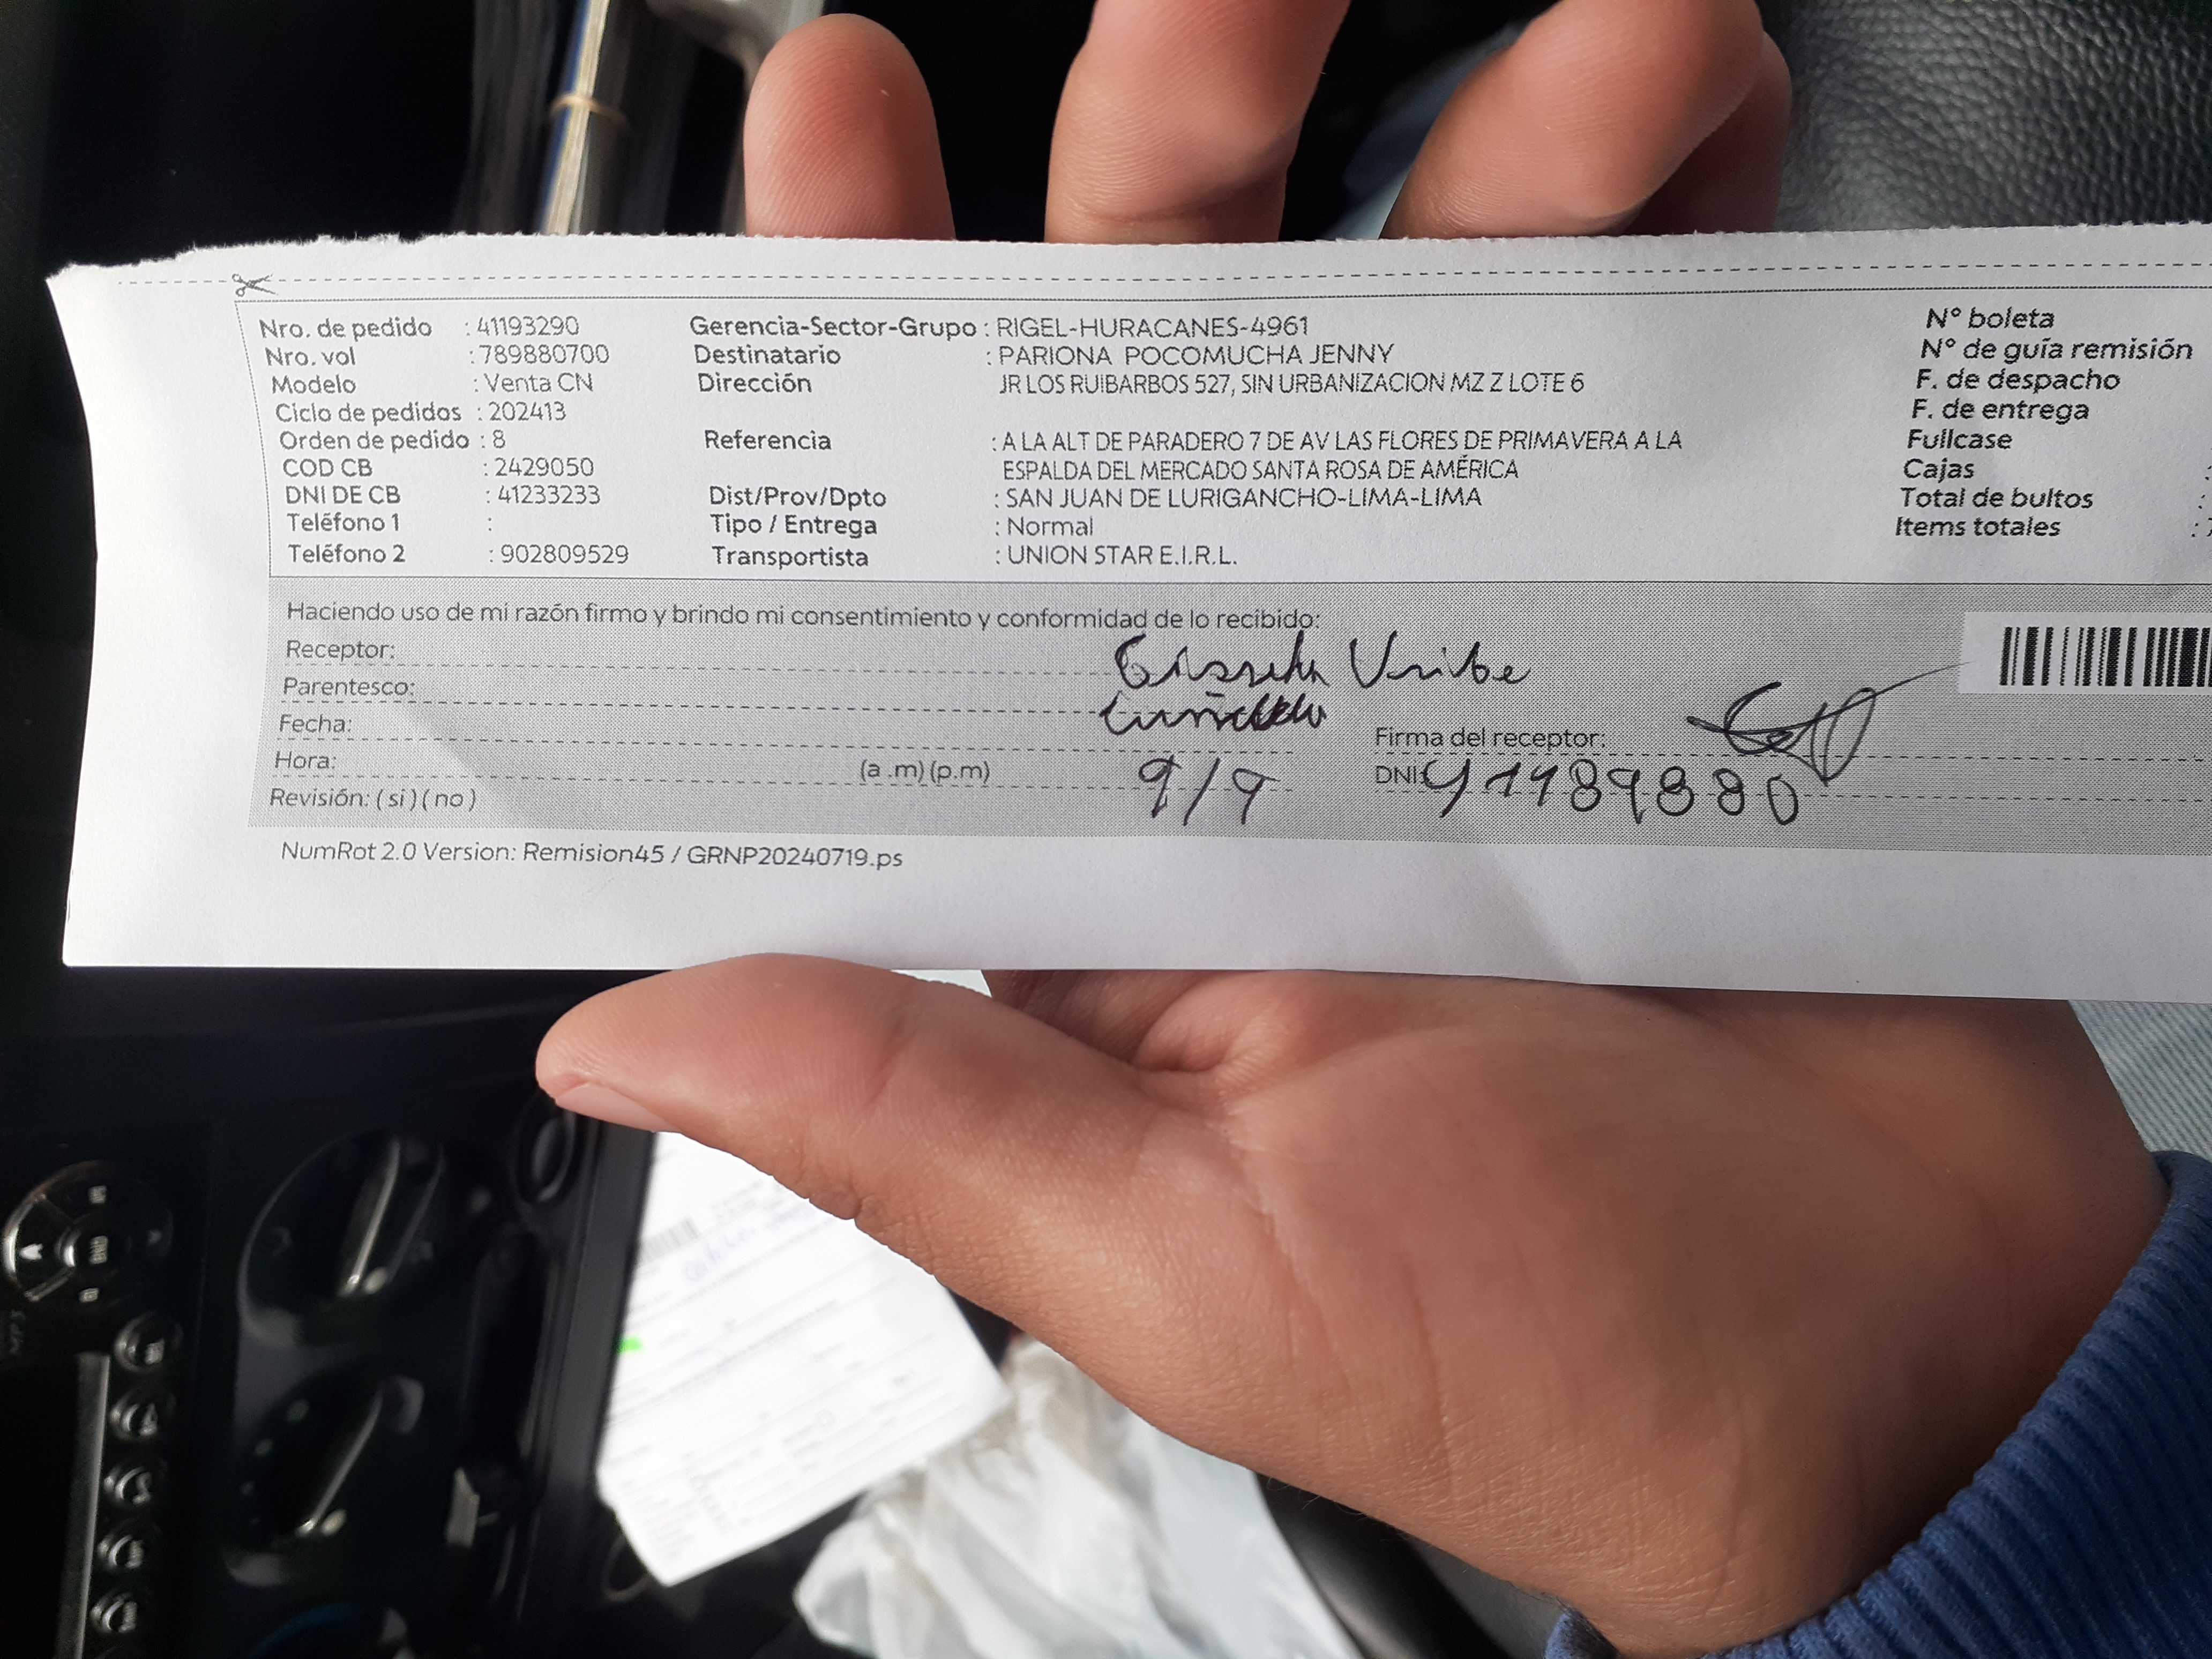 Nro. de pedido : 41193290 Gerencia-Sector-Grupo : RIGEL-HURACANES-4961 N° boleta
Nro. vol : 789880700 Destinatario : PARIONA POCOMUCHA JENNY N° de guía remisión
Modelo : Venta CN Dirección JR LOS RUIBARBOS 527, SIN URBANIZACION MZ Z LOTE 6 F. de despacho
Ciclo de pedidos : 202413 F. de entrega
Orden de pedido : 8 Referencia : A LA ALT DE PARADERO 7 DE AV LAS FLORES DE PRIMAVERA A LA Fullcase
COD CB : 2429050 ESPALDA DEL MERCADO SANTA ROSA DE AMÉRICA Cajas :
DNI DE CB : 41233233 Dist/Prov/Dpto : SAN JUAN DE LURIGANCHO-LIMA-LIMA Total de bultos :
Teléfono 1 : Tipo / Entrega : Normal Items totales :
Teléfono 2 : 902809529 Transportista : UNION STAR E.I.R.L.
Haciendo uso de mi razón firmo y brindo mi consentimiento y conformidad de lo recibido:
Receptor: Gissela Uribe
Parentesco: cuñada
Fecha: Firma del receptor:
Hora: (a .m) (p.m) 9/9 DNI: 41189880
Revisión: ( si ) ( no )
NumRot 2.0 Version: Remision45 / GRNP20240719.ps